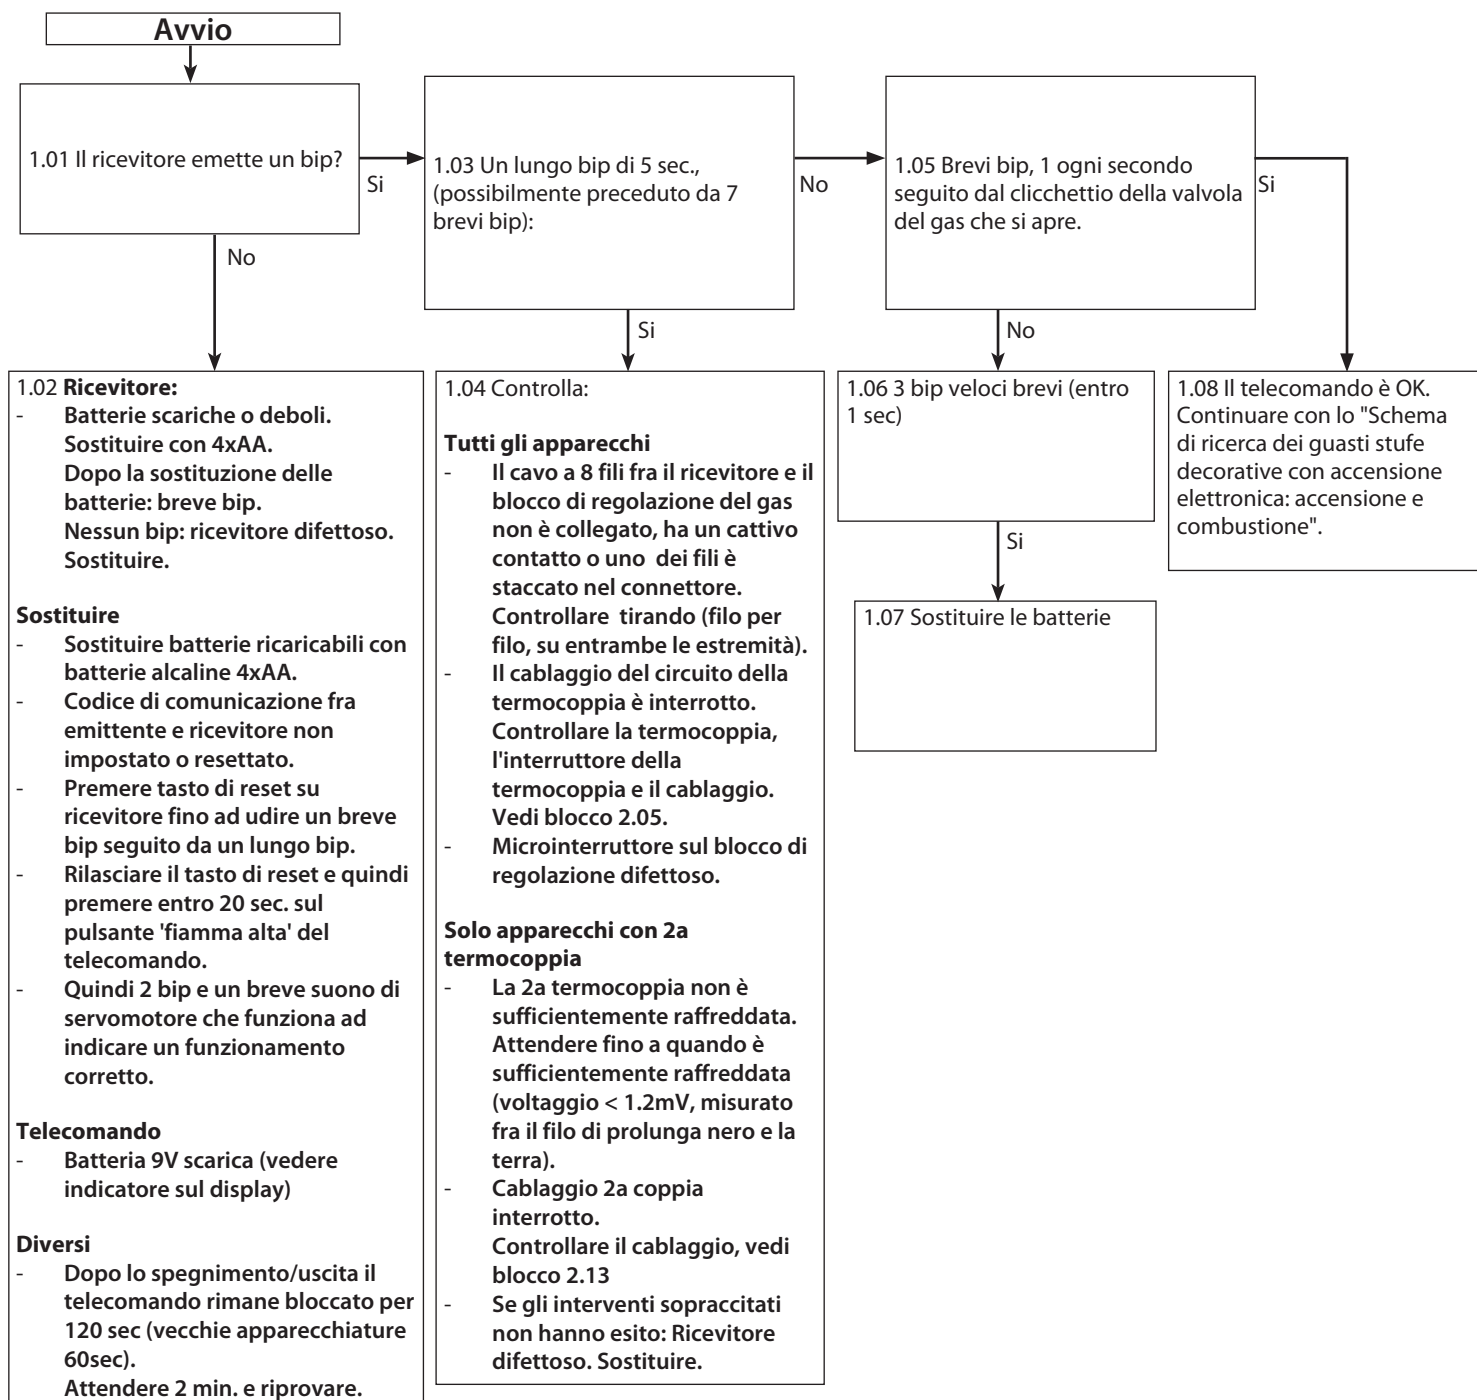 Avvio
1.01 Il ricevitore emette un bip?
Si
No
1.03 Un lungo bip di 5 sec.,
(possibilmente preceduto da 7
brevi bip):
No
Si
1.05 Brevi bip, 1 ogni secondo
seguito dal clicchettio della valvola
del gas che si apre.
Si
No
1.02 Ricevitore:
- Batterie scariche o deboli.
Sostituire con 4xAA.
Dopo la sostituzione delle
batterie: breve bip.
Nessun bip: ricevitore difettoso.
Sostituire.
Sostituire
- Sostituire batterie ricaricabili con
batterie alcaline 4xAA.
- Codice di comunicazione fra
emittente e ricevitore non
impostato o resettato.
- Premere tasto di reset su
ricevitore fino ad udire un breve
bip seguito da un lungo bip.
- Rilasciare il tasto di reset e quindi
premere entro 20 sec. sul
pulsante 'fiamma alta' del
telecomando.
- Quindi 2 bip e un breve suono di
servomotore che funziona ad
indicare un funzionamento
corretto.
Telecomando
- Batteria 9V scarica (vedere
indicatore sul display)
Diversi
- Dopo lo spegnimento/uscita il
telecomando rimane bloccato per
120 sec (vecchie apparecchiature
60sec).
Attendere 2 min. e riprovare.
1.04 Controlla:
Tutti gli apparecchi
- Il cavo a 8 fili fra il ricevitore e il
blocco di regolazione del gas
non è collegato, ha un cattivo
contatto o uno dei fili è
staccato nel connettore.
Controllare tirando (filo per
filo, su entrambe le estremità).
- Il cablaggio del circuito della
termocoppia è interrotto.
Controllare la termocoppia,
l'interruttore della
termocoppia e il cablaggio.
Vedi blocco 2.05.
- Microinterruttore sul blocco di
regolazione difettoso.
Solo apparecchi con 2a
termocoppia
- La 2a termocoppia non è
sufficientemente raffreddata.
Attendere fino a quando è
sufficientemente raffreddata
(voltaggio < 1.2mV, misurato
fra il filo di prolunga nero e la
terra).
- Cablaggio 2a coppia
interrotto.
Controllare il cablaggio, vedi
blocco 2.13
- Se gli interventi sopraccitati
non hanno esito: Ricevitore
difettoso. Sostituire.
1.06 3 bip veloci brevi (entro
1 sec)
Si
1.07 Sostituire le batterie
1.08 Il telecomando è OK.
Continuare con lo "Schema
di ricerca dei guasti stufe
decorative con accensione
elettronica: accensione e
combustione".